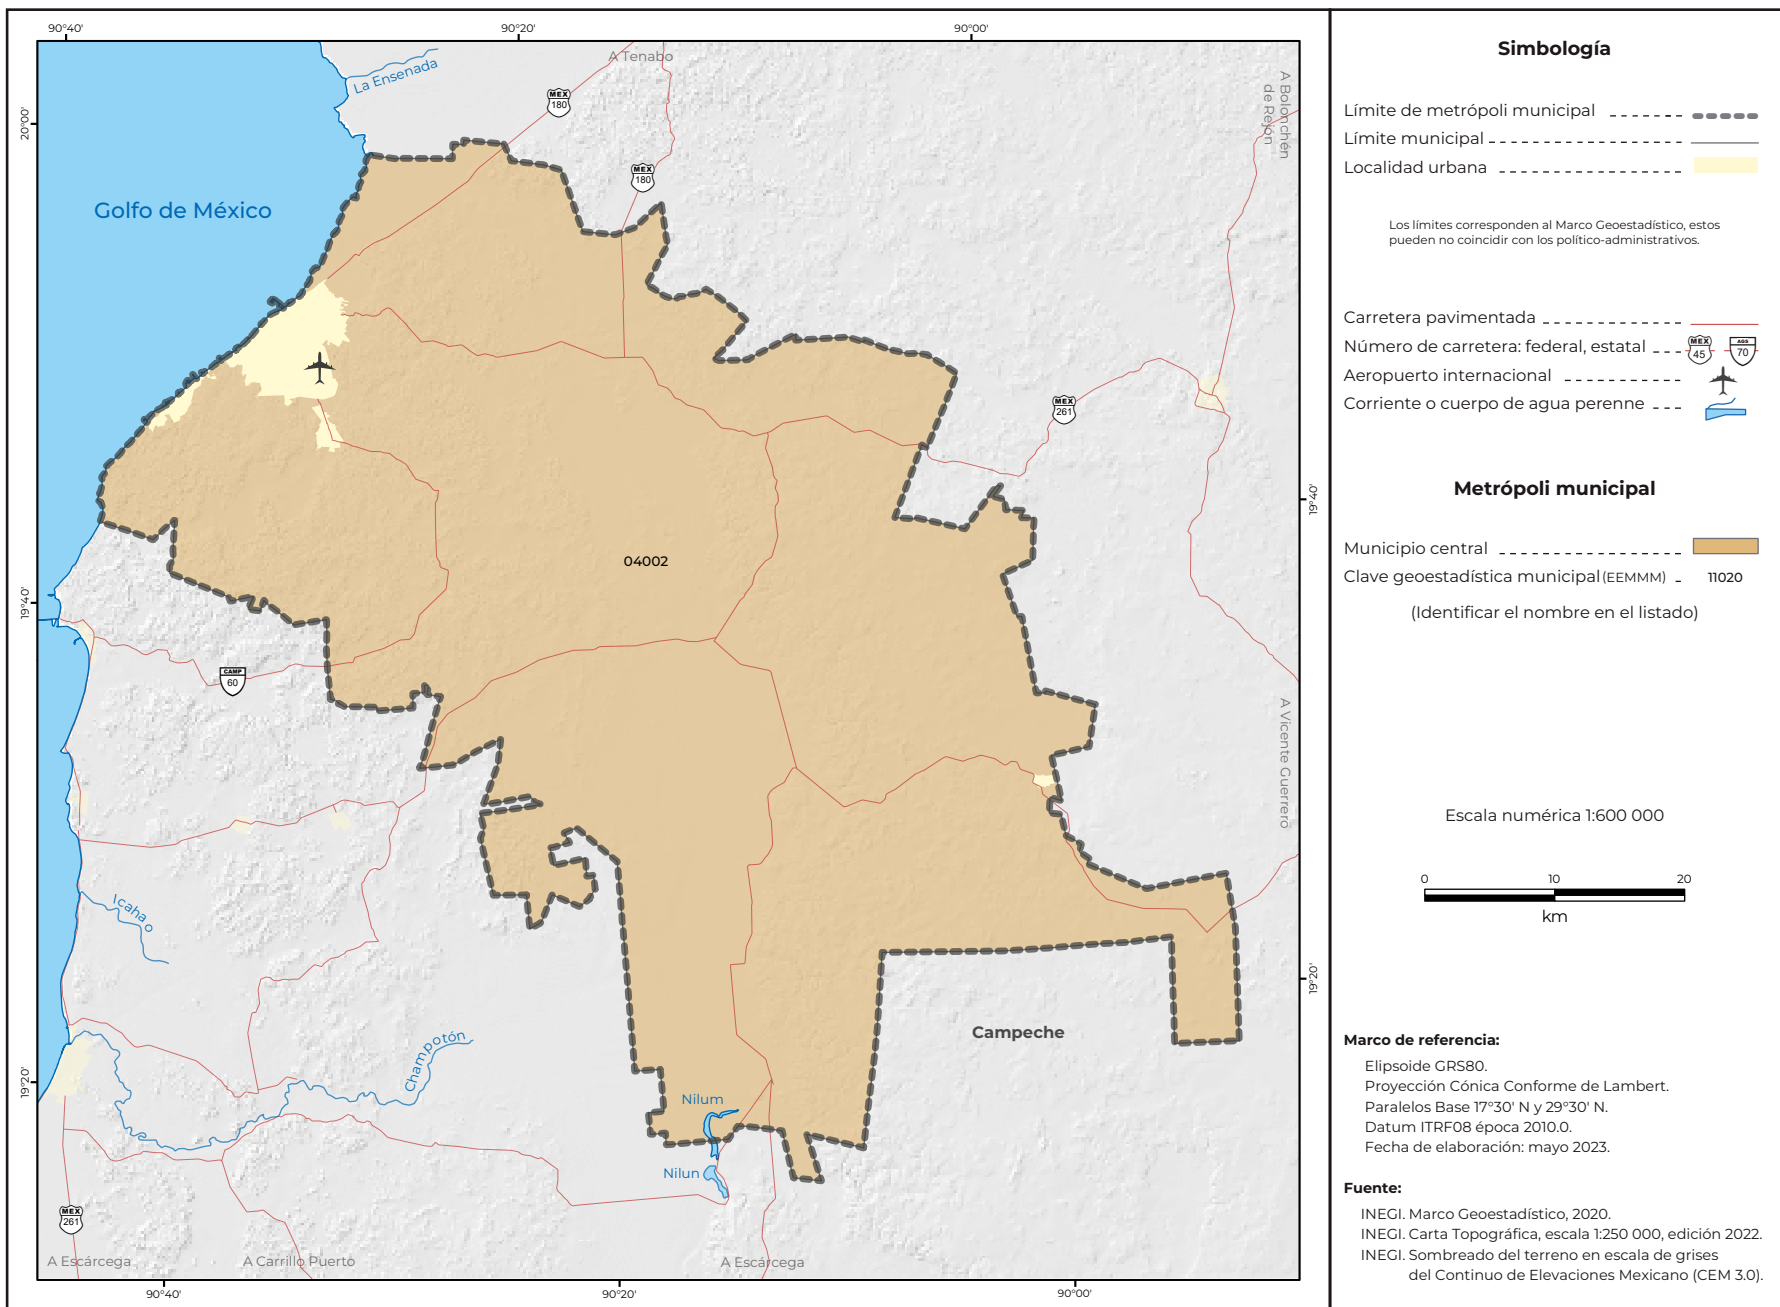 90°40'
90°20'
90°00'
20°00'
19°40'
19°20'
19°40'
19°20'
90°40'
90°20'
90°00'
La Ensenada
A Tenabo
A Bolonchén
de Rejón
MEX
180
MEX
180
Golfo de México
MEX
261
04002
CAMP
60
A Vicente Guerrero
Icahao
Champotón
Campeche
Nilum
Nilun
MEX
261
A Escárcega
A Carrillo Puerto
A Escárcega
Simbología
Límite de metrópoli municipal
Límite municipal
Localidad urbana
Los límites corresponden al Marco Geoestadístico, estos
pueden no coincidir con los político-administrativos.
Carretera pavimentada
Número de carretera: federal, estatal
MEX
45
AGS
70
Aeropuerto internacional
Corriente o cuerpo de agua perenne
Metrópoli municipal
Municipio central
Clave geoestadística municipal (EEMMM) 11020
(Identificar el nombre en el listado)
Escala numérica 1:600 000
0 10 20
km
Marco de referencia:
Elipsoide GRS80.
Proyección Cónica Conforme de Lambert.
Paralelos Base 17°30' N y 29°30' N.
Datum ITRF08 época 2010.0.
Fecha de elaboración: mayo 2023.
Fuente:
INEGI. Marco Geoestadístico, 2020.
INEGI. Carta Topográfica, escala 1:250 000, edición 2022.
INEGI. Sombreado del terreno en escala de grises
del Continuo de Elevaciones Mexicano (CEM 3.0).